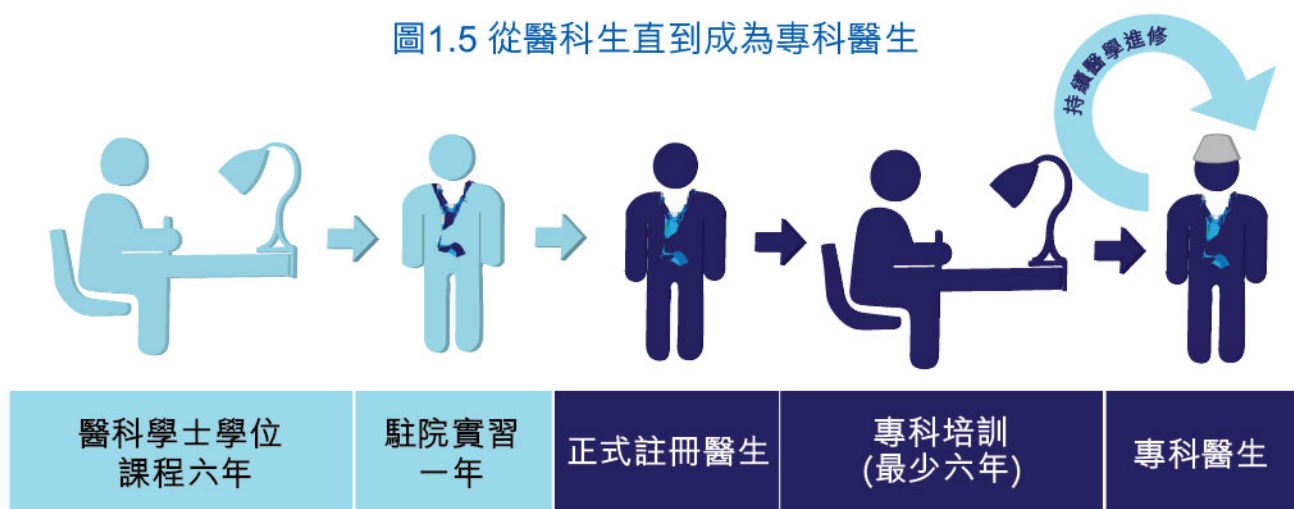 圖1.5 從醫科生直到成為專科醫生
持續醫學進修
醫科學士學位
課程六年
駐院實習
一年
正式註冊醫生
專科培訓
(最少六年)
專科醫生